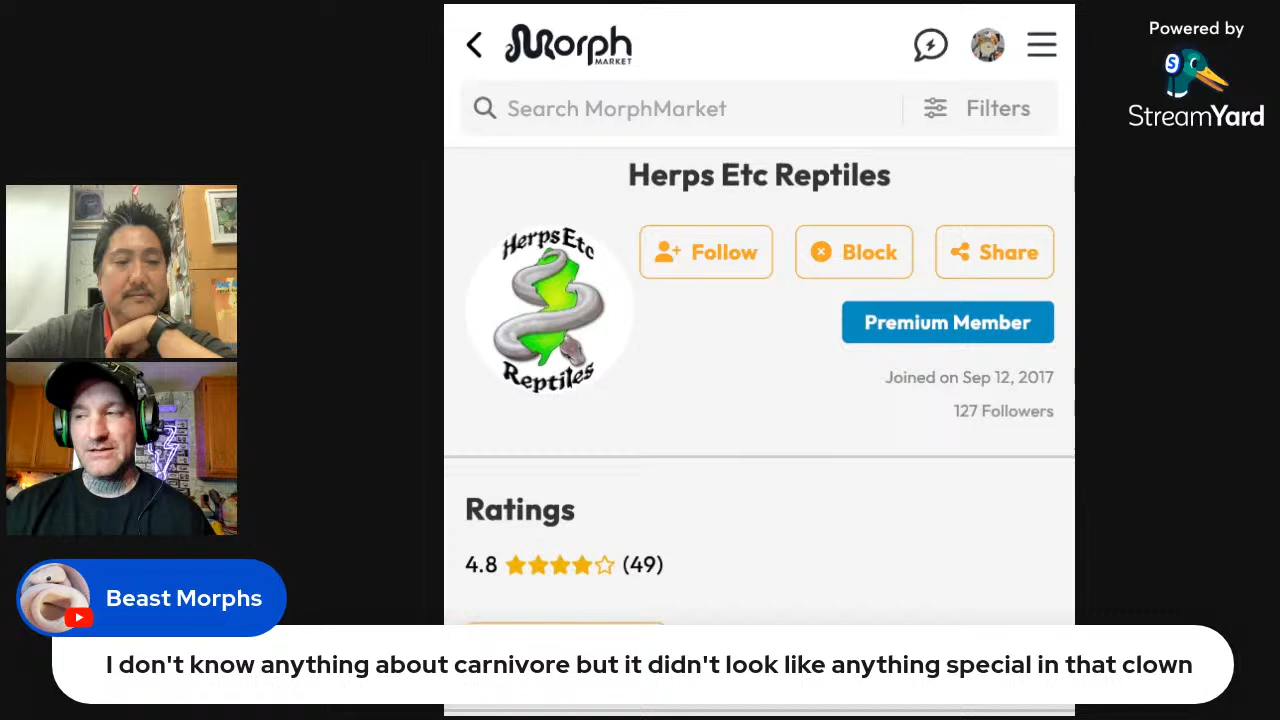 Morph
MARKET
Search MorphMarket
Filters
Herps Etc Reptiles
Herps Etc
Reptiles
Follow
Block
Share
Premium Member
Joined on Sep 12, 2017
127 Followers
Ratings
4.8 (49)
Powered by
S
StreamYard
Beast Morphs
I don't know anything about carnivore but it didn't look like anything special in that clown